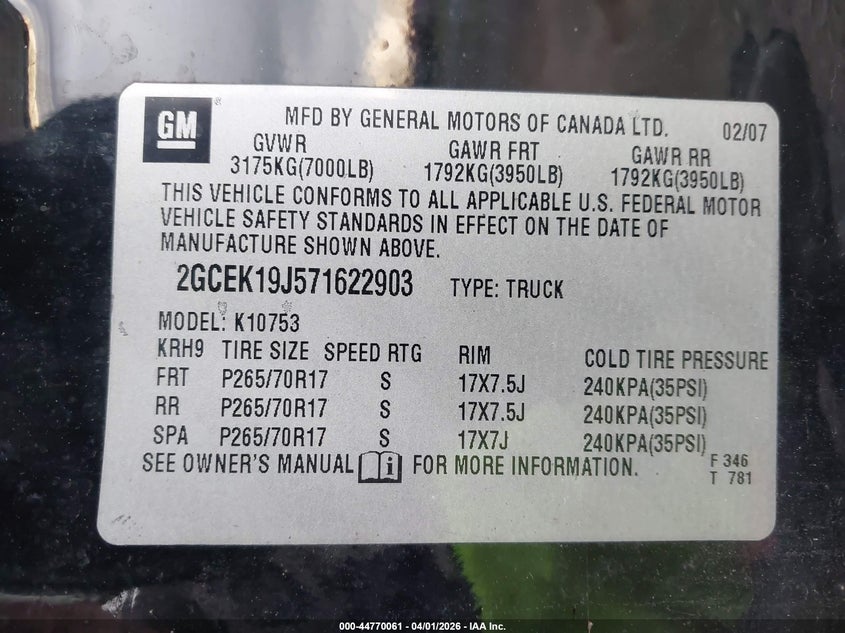 GM
MFD BY GENERAL MOTORS OF CANADA LTD. 02/07
GVWR GAWR FRT GAWR RR
3175KG(7000LB) 1792KG(3950LB) 1792KG(3950LB)
THIS VEHICLE CONFORMS TO ALL APPLICABLE U.S. FEDERAL MOTOR
VEHICLE SAFETY STANDARDS IN EFFECT ON THE DATE OF
MANUFACTURE SHOWN ABOVE.
2GCEK19J571622903 TYPE: TRUCK
MODEL: K10753
KRH9 TIRE SIZE SPEED RTG RIM COLD TIRE PRESSURE
FRT P265/70R17 S 17X7.5J 240KPA(35PSI)
RR P265/70R17 S 17X7.5J 240KPA(35PSI)
SPA P265/70R17 S 17X7J 240KPA(35PSI)
SEE OWNER'S MANUAL i FOR MORE INFORMATION.
F 346
T 781
000-44770061 - 04/01/2026 - IAA Inc.